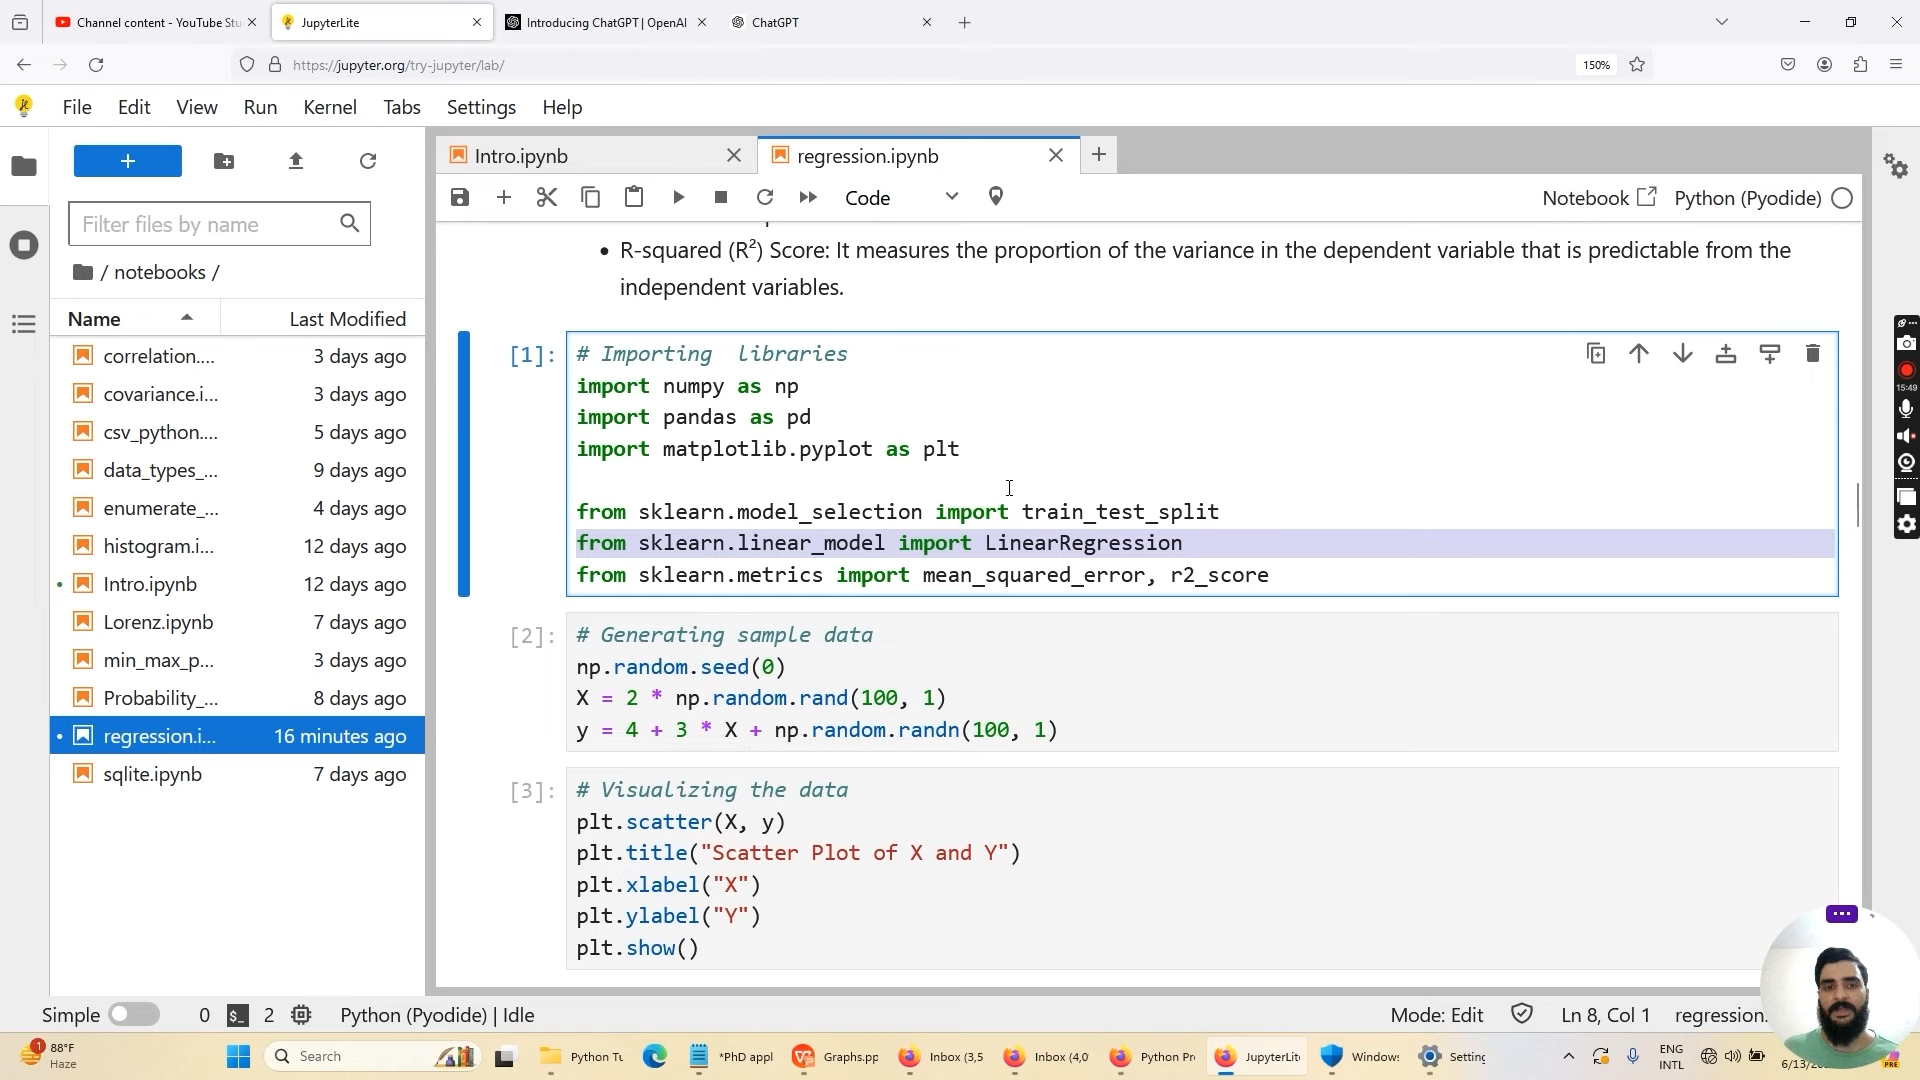 Channel content - YouTube Stu
JupyterLite
Introducing ChatGPT | OpenAI
ChatGPT
https://jupyter.org/try-jupyter/lab/
150%
File Edit View Run Kernel Tabs Settings Help
Intro.ipynb
regression.ipynb
Code
Notebook
Python (Pyodide)
Filter files by name
/ notebooks /
Name
Last Modified
correlation.... 3 days ago
covariance.i... 3 days ago
csv_python.... 5 days ago
data_types_... 9 days ago
enumerate_... 4 days ago
histogram.i... 12 days ago
Intro.ipynb 12 days ago
Lorenz.ipynb 7 days ago
min_max_p... 3 days ago
Probability_... 8 days ago
regression.i... 16 minutes ago
sqlite.ipynb 7 days ago
• R-squared (R²) Score: It measures the proportion of the variance in the dependent variable that is predictable from the
independent variables.
[1]:
# Importing  libraries
import numpy as np
import pandas as pd
import matplotlib.pyplot as plt
from sklearn.model_selection import train_test_split
from sklearn.linear_model import LinearRegression
from sklearn.metrics import mean_squared_error, r2_score
[2]:
# Generating sample data
np.random.seed(0)
X = 2 * np.random.rand(100, 1)
y = 4 + 3 * X + np.random.randn(100, 1)
[3]:
# Visualizing the data
plt.scatter(X, y)
plt.title("Scatter Plot of X and Y")
plt.xlabel("X")
plt.ylabel("Y")
plt.show()
15:49
Simple 0 $_ 2 Python (Pyodide) | Idle
Mode: Edit
Ln 8, Col 1
regression.
1
88°F
Haze
Search
Python Tu
*PhD appl
Graphs.pp
Inbox (3,5
Inbox (4,0
Python Pr
JupyterLite
Windows
Setting
ENG
INTL
6/13/20
PRE